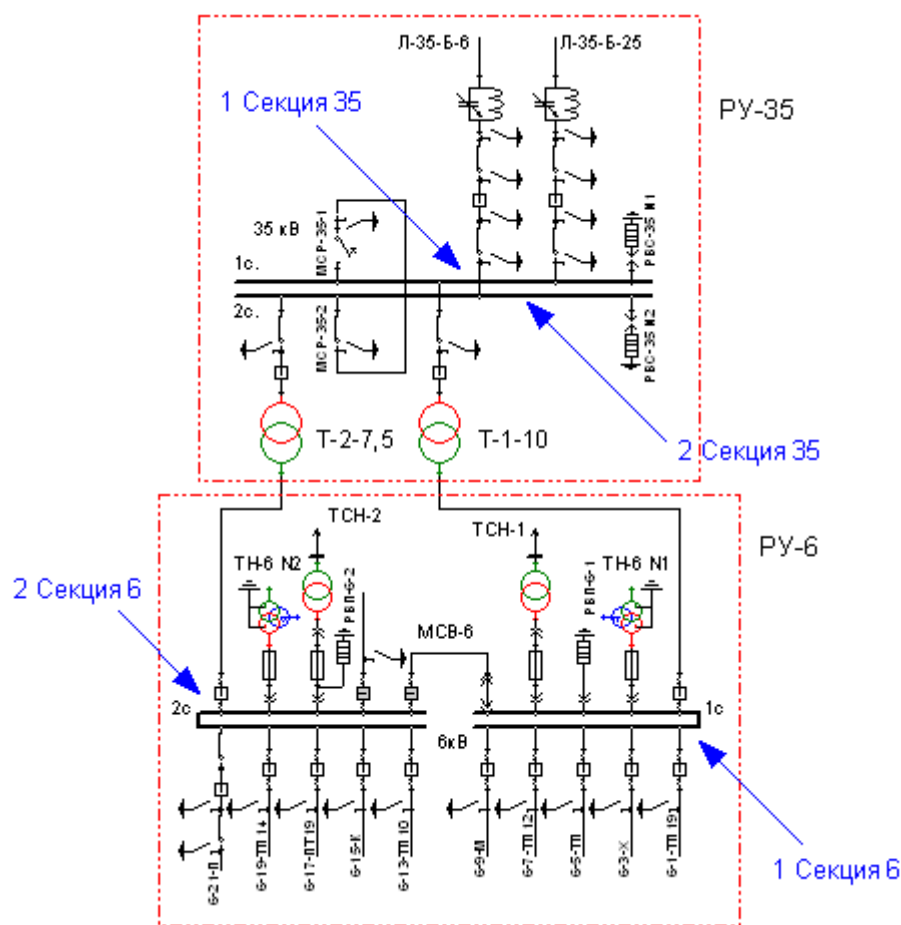 Л-35-Б-6
Л-35-Б-25
1 Секция 35
РУ-35
35 кВ
МСР-35-1
РВС-35 N1
1с.
2с.
МСР-35-2
РВС-35 N2
Т-2-7,5
Т-1-10
2 Секция 35
ТСН-2
ТСН-1
РУ-6
ТН-6 N2
РВП-6-2
РВП-6-1
ТН-6 N1
2 Секция 6
МСВ-6
2с
1с
6кВ
6-21-П
6-19-ТП 14
6-17-ПТ19
6-15-К
6-13-ТП 10
6-9-М
6-7-ТП 12
6-5-ТП
6-3-Х
6-1-ТП 19
1 Секция 6